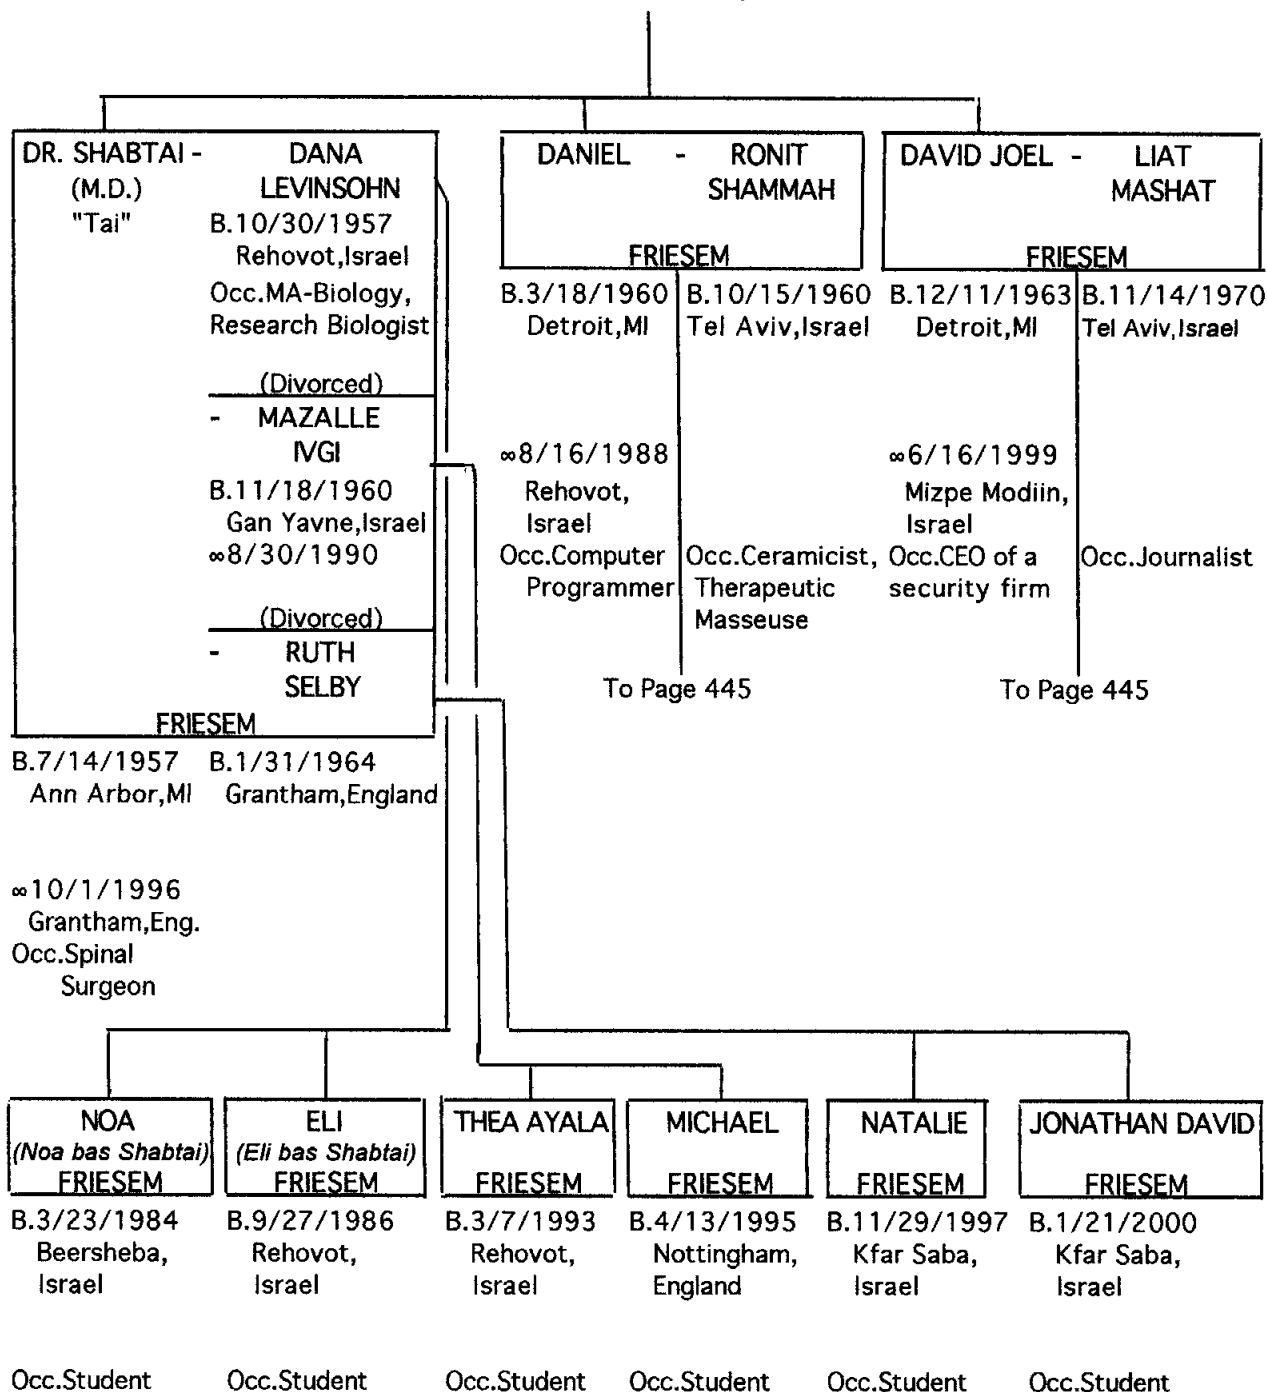 DR. SHABTAI - DANA
(M.D.) LEVINSOHN
"Tai"
B.10/30/1957
Rehovot,Israel
Occ.MA-Biology,
Research Biologist
(Divorced)
- MAZALLE
IVGI
B.11/18/1960
Gan Yavne,Israel
∞8/30/1990
(Divorced)
- RUTH
SELBY
FRIESEM
B.7/14/1957 B.1/31/1964
Ann Arbor,MI Grantham,England
∞10/1/1996
Grantham,Eng.
Occ.Spinal
Surgeon
DANIEL - RONIT
SHAMMAH
FRIESEM
B.3/18/1960 B.10/15/1960
Detroit,MI Tel Aviv,Israel
∞8/16/1988
Rehovot,
Israel
Occ.Computer Occ.Ceramicist,
Programmer Therapeutic
Masseuse
To Page 445
DAVID JOEL - LIAT
MASHAT
FRIESEM
B.12/11/1963 B.11/14/1970
Detroit,MI Tel Aviv,Israel
∞6/16/1999
Mizpe Modiin,
Israel
Occ.CEO of a Occ.Journalist
security firm
To Page 445
NOA
(Noa bas Shabtai)
FRIESEM
B.3/23/1984
Beersheba,
Israel
Occ.Student
ELI
(Eli bas Shabtai)
FRIESEM
B.9/27/1986
Rehovot,
Israel
Occ.Student
THEA AYALA
FRIESEM
B.3/7/1993
Rehovot,
Israel
Occ.Student
MICHAEL
FRIESEM
B.4/13/1995
Nottingham,
England
Occ.Student
NATALIE
FRIESEM
B.11/29/1997
Kfar Saba,
Israel
Occ.Student
JONATHAN DAVID
FRIESEM
B.1/21/2000
Kfar Saba,
Israel
Occ.Student